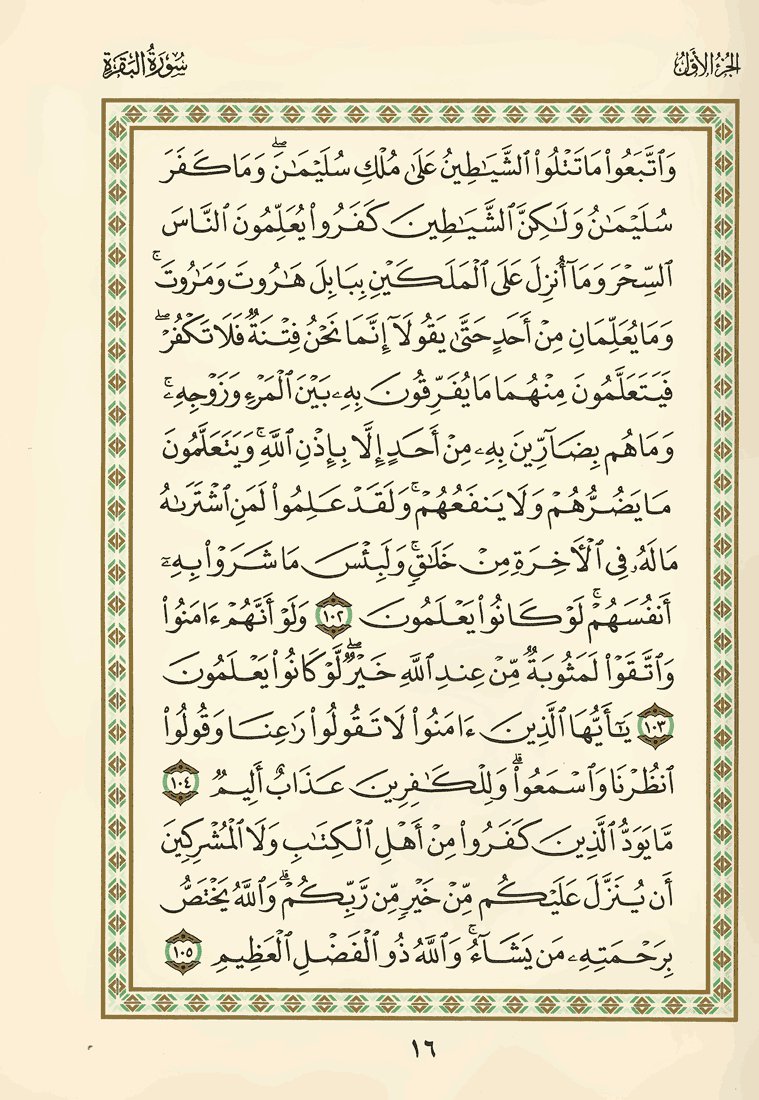 الجزء الأول
سورة البقرة
وَٱتَّبَعُوا۟ مَا تَتْلُوا۟ ٱلشَّيَـٰطِينُ عَلَىٰ مُلْكِ سُلَيْمَـٰنَ ۖ وَمَا كَفَرَ
سُلَيْمَـٰنُ وَلَـٰكِنَّ ٱلشَّيَـٰطِينَ كَفَرُوا۟ يُعَلِّمُونَ ٱلنَّاسَ
ٱلسِّحْرَ وَمَآ أُنزِلَ عَلَى ٱلْمَلَكَيْنِ بِبَابِلَ هَـٰرُوتَ وَمَـٰرُوتَ ۚ
وَمَا يُعَلِّمَانِ مِنْ أَحَدٍ حَتَّىٰ يَقُولَآ إِنَّمَا نَحْنُ فِتْنَةٌ فَلَا تَكْفُرْ ۖ
فَيَتَعَلَّمُونَ مِنْهُمَا مَا يُفَرِّقُونَ بِهِۦ بَيْنَ ٱلْمَرْءِ وَزَوْجِهِۦ ۚ
وَمَا هُم بِضَآرِّينَ بِهِۦ مِنْ أَحَدٍ إِلَّا بِإِذْنِ ٱللَّهِ ۚ وَيَتَعَلَّمُونَ
مَا يَضُرُّهُمْ وَلَا يَنفَعُهُمْ ۚ وَلَقَدْ عَلِمُوا۟ لَمَنِ ٱشْتَرَىٰهُ
مَا لَهُۥ فِى ٱلْـَٔاخِرَةِ مِنْ خَلَـٰقٍ ۚ وَلَبِئْسَ مَا شَرَوْا۟ بِهِۦٓ
أَنفُسَهُمْ ۚ لَوْ كَانُوا۟ يَعْلَمُونَ ١٠٢ وَلَوْ أَنَّهُمْ ءَامَنُوا۟
وَٱتَّقَوْا۟ لَمَثُوبَةٌ مِّنْ عِندِ ٱللَّهِ خَيْرٌ ۖ لَّوْ كَانُوا۟ يَعْلَمُونَ
١٠٣ يَـٰٓأَيُّهَا ٱلَّذِينَ ءَامَنُوا۟ لَا تَقُولُوا۟ رَٰعِنَا وَقُولُوا۟
ٱنظُرْنَا وَٱسْمَعُوا۟ ۗ وَلِلْكَـٰفِرِينَ عَذَابٌ أَلِيمٌ ١٠٤
مَّا يَوَدُّ ٱلَّذِينَ كَفَرُوا۟ مِنْ أَهْلِ ٱلْكِتَـٰبِ وَلَا ٱلْمُشْرِكِينَ
أَن يُنَزَّلَ عَلَيْكُم مِّنْ خَيْرٍ مِّن رَّبِّكُمْ ۗ وَٱللَّهُ يَخْتَصُّ
بِرَحْمَتِهِۦ مَن يَشَآءُ ۚ وَٱللَّهُ ذُو ٱلْفَضْلِ ٱلْعَظِيمِ ١٠٥
١٦